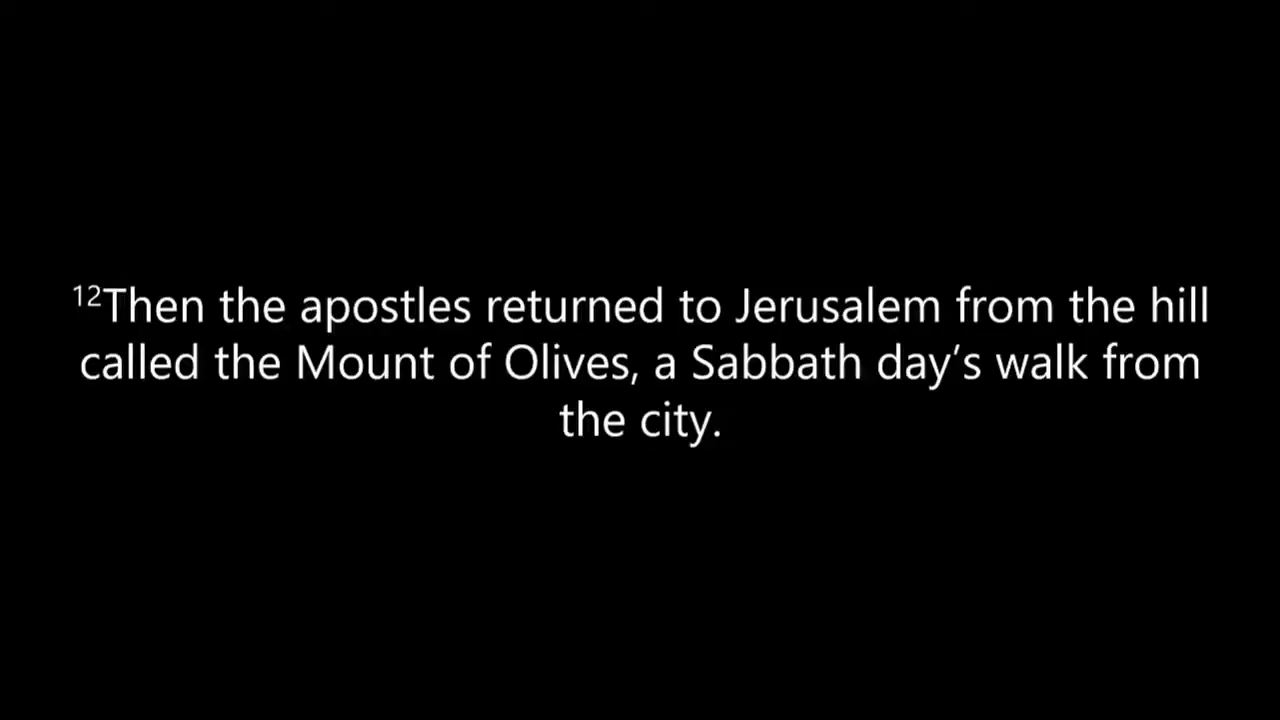 12Then the apostles returned to Jerusalem from the hill
called the Mount of Olives, a Sabbath day’s walk from
the city.